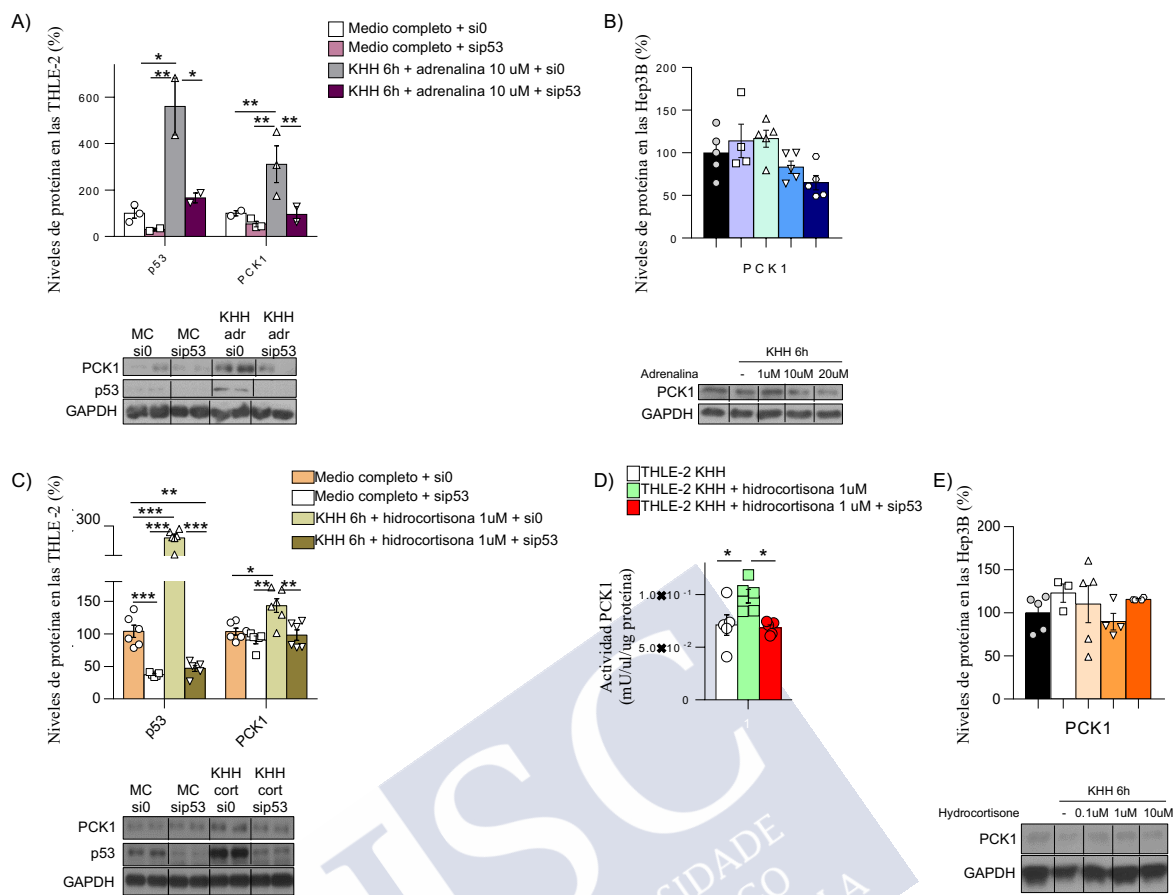 A)
Niveles de proteína en las THLE-2 (%)
600
400
200
0
*
**
*
**
**
**
p53
PCK1
Medio completo + si0
Medio completo + sip53
KHH 6h + adrenalina 10 uM + si0
KHH 6h + adrenalina 10 uM + sip53
MC si0
MC sip53
KHH adr si0
KHH adr sip53
PCK1
p53
GAPDH
B)
Niveles de proteína en las Hep3B (%)
200
150
100
50
0
PCK1
KHH 6h
Adrenalina - 1uM 10uM 20uM
PCK1
GAPDH
C)
Niveles de proteína en las THLE-2 (%)
300
150
100
50
0
**
***
*** ***
***
*
** **
p53
PCK1
Medio completo + si0
Medio completo + sip53
KHH 6h + hidrocortisona 1uM + si0
KHH 6h + hidrocortisona 1uM + sip53
MC si0
MC sip53
KHH cort si0
KHH cort sip53
PCK1
p53
GAPDH
D)
THLE-2 KHH
THLE-2 KHH + hidrocortisona 1uM
THLE-2 KHH + hidrocortisona 1 uM + sip53
Actividad PCK1
(mU/ul/ug proteína)
* *
1.0×10⁻¹
5.0×10⁻²
0
E)
Niveles de proteína en las Hep3B (%)
200
150
100
50
0
PCK1
KHH 6h
Hydrocortisone - 0.1uM 1uM 10uM
PCK1
GAPDH
USC